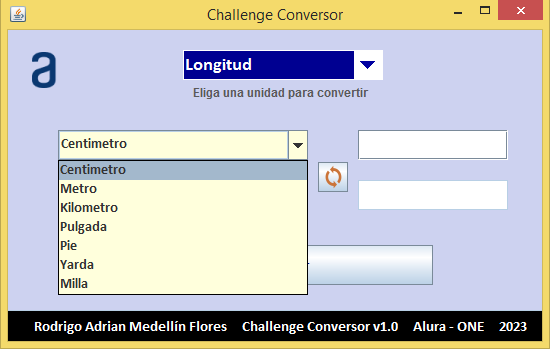 Challenge Conversor
a
Longitud
Eliga una unidad para convertir
Centimetro
Centimetro
Metro
Kilometro
Pulgada
Pie
Yarda
Milla
Rodrigo Adrian Medellín Flores Challenge Conversor v1.0 Alura - ONE 2023